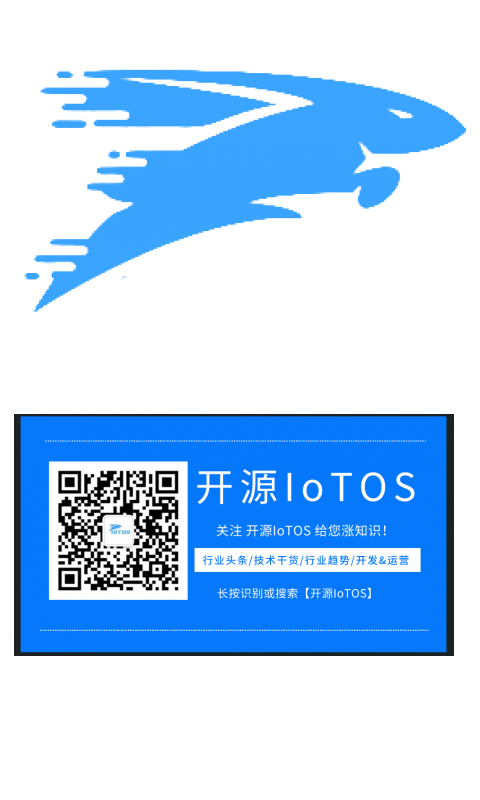 开源IoTOS
关注 开源IoTOS 给您涨知识！
行业头条/技术干货/行业趋势/开发&运营
长按识别或搜索【开源IoTOS】
IOTOS